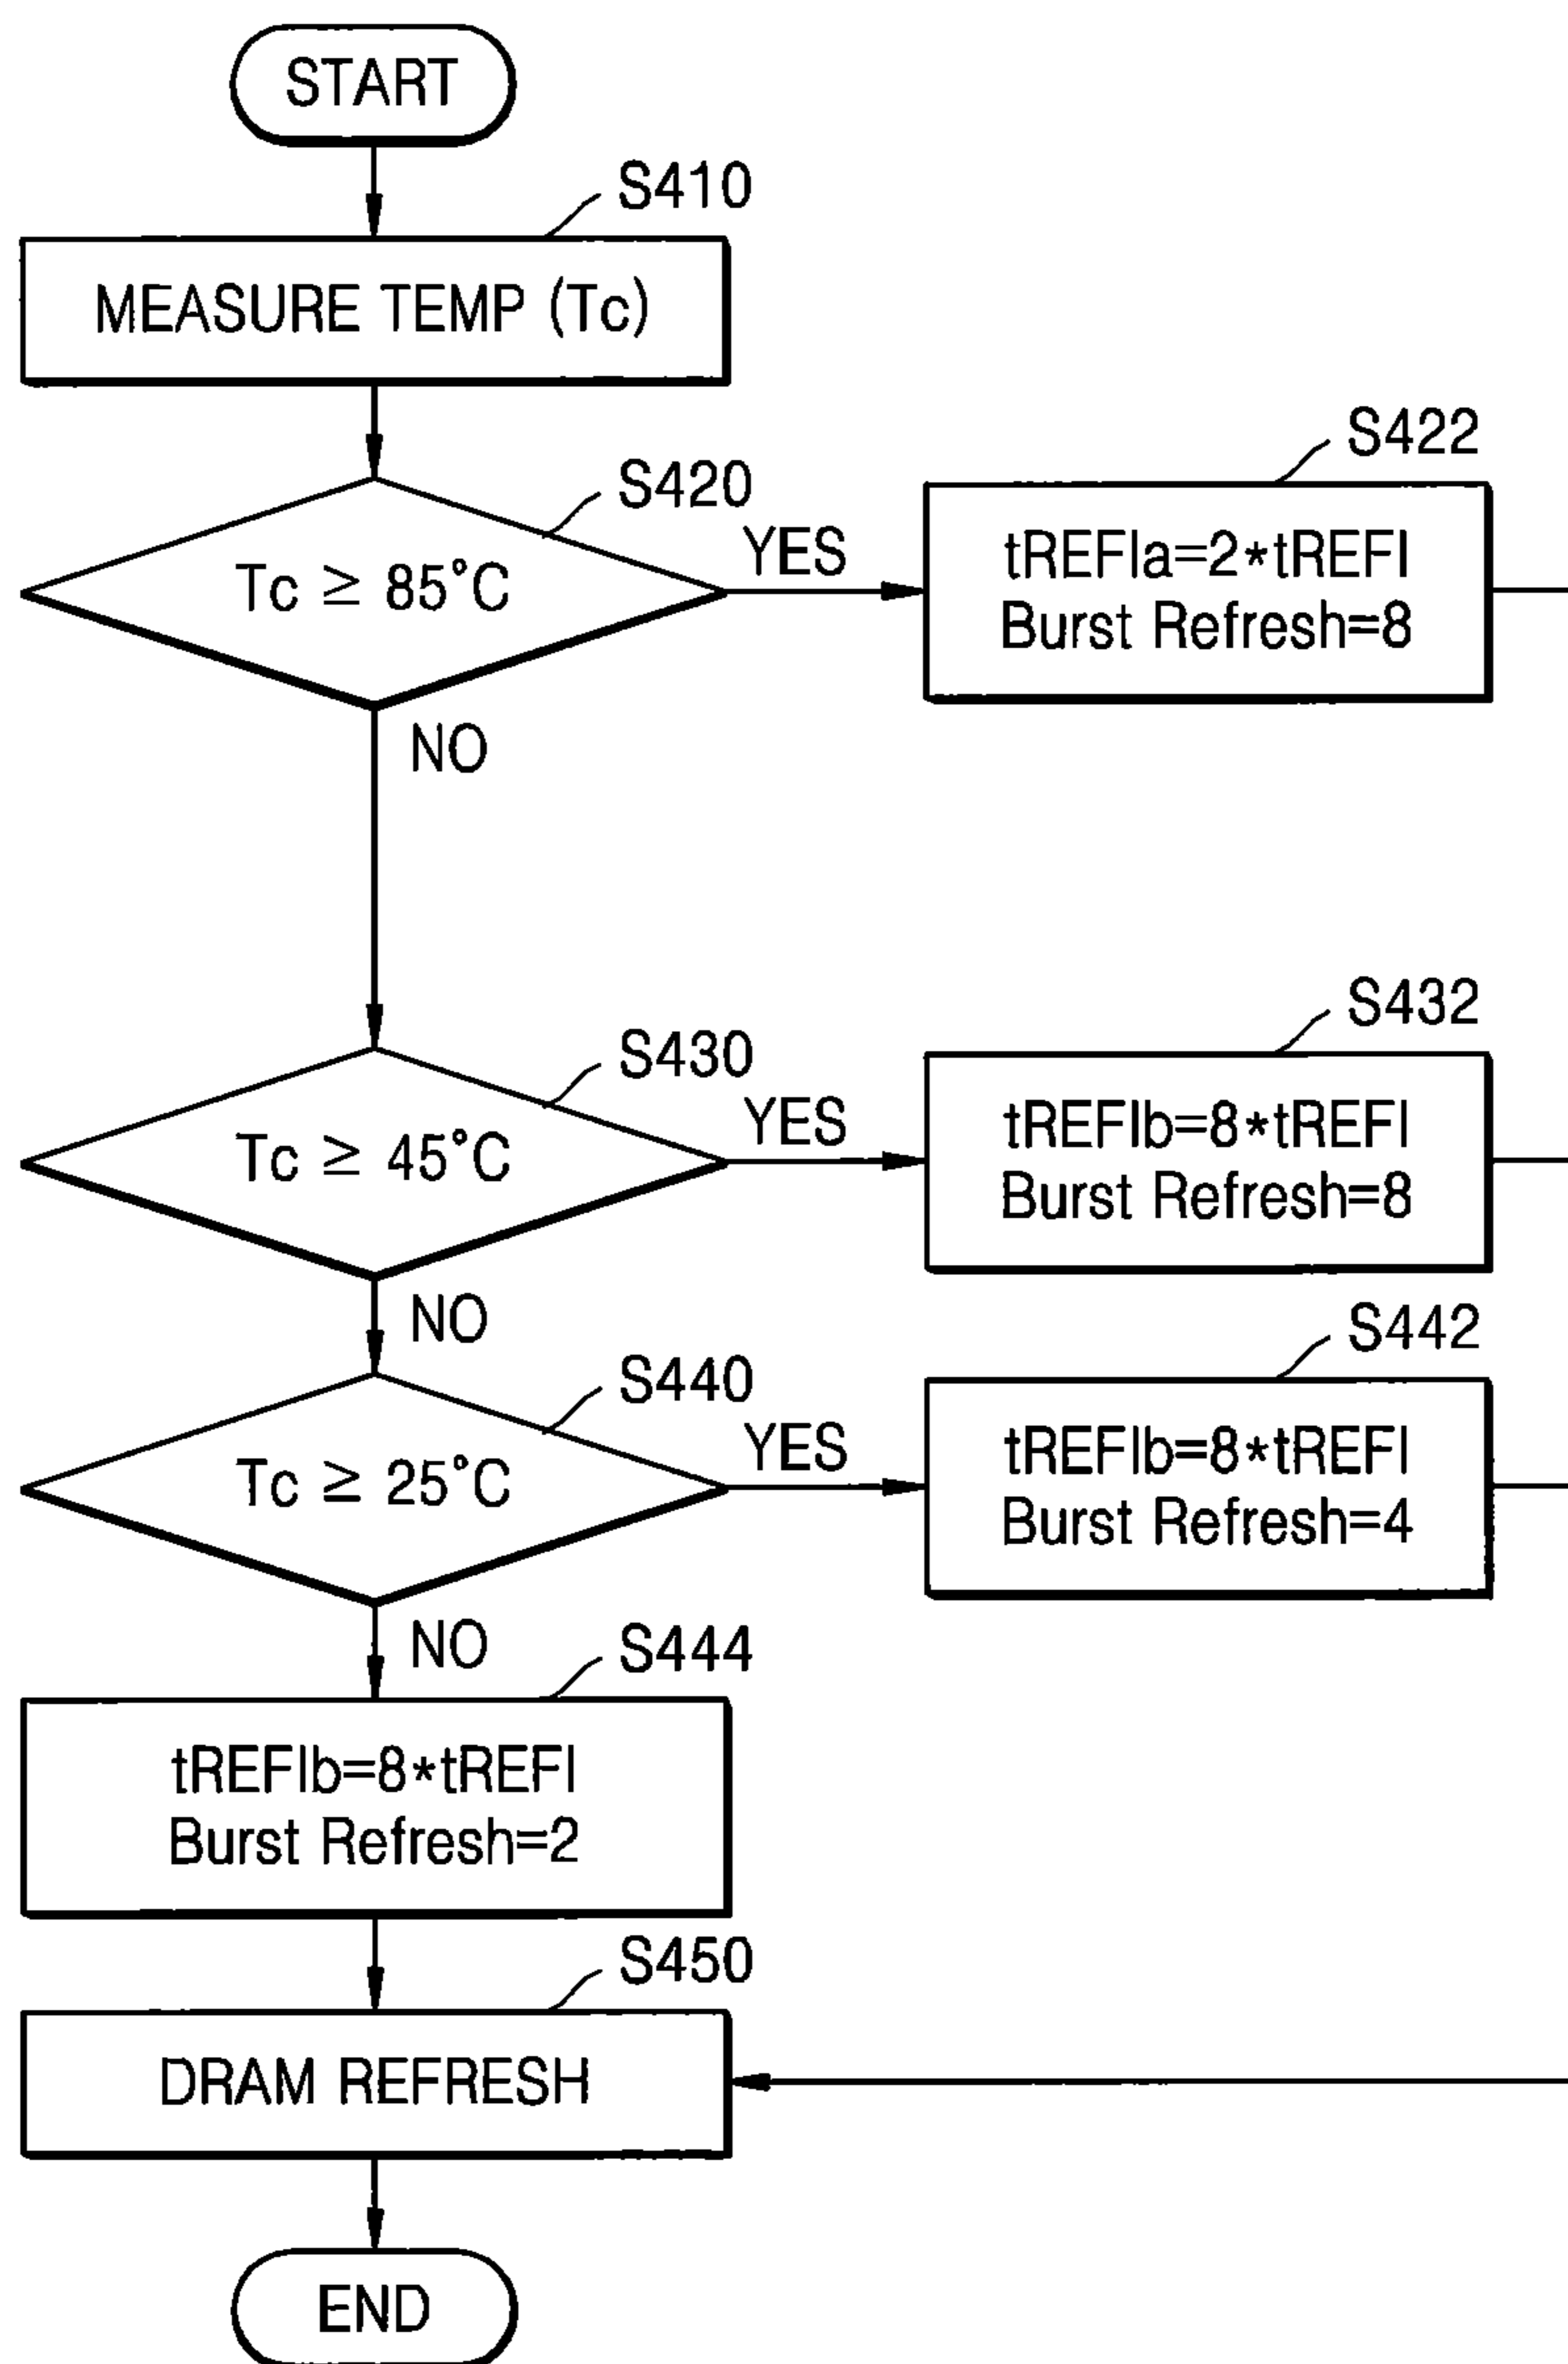 START
S410
MEASURE TEMP (Tc)
S420
Tc ≥ 85°C
YES
S422
tREFIa=2*tREFI
Burst Refresh=8
NO
S430
Tc ≥ 45°C
YES
S432
tREFIb=8*tREFI
Burst Refresh=8
NO
S440
Tc ≥ 25°C
YES
S442
tREFIb=8*tREFI
Burst Refresh=4
NO
S444
tREFIb=8*tREFI
Burst Refresh=2
S450
DRAM REFRESH
END